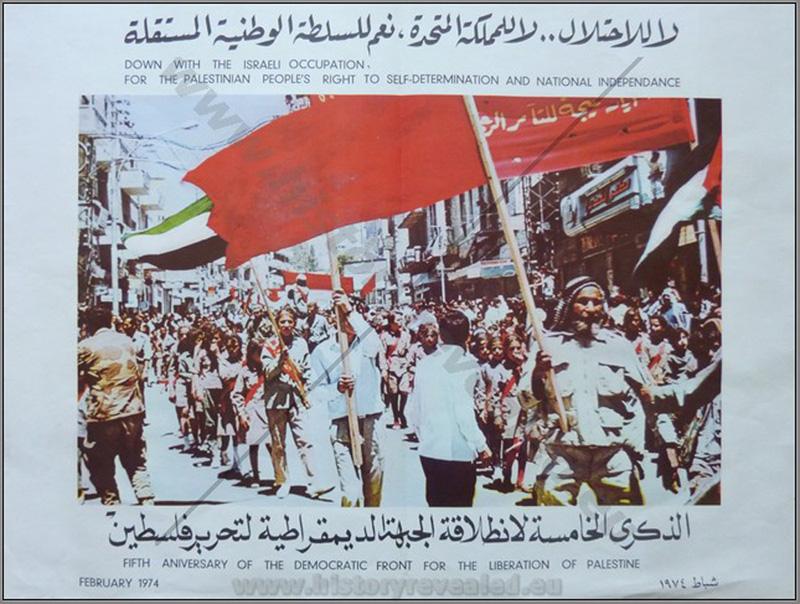 لا للاحتلال.. لا للمملكة المتحدة، نعم للسلطة الوطنية المستقلة
DOWN WITH THE ISRAELI OCCUPATION,
FOR THE PALESTINIAN PEOPLE'S RIGHT TO SELF-DETERMINATION AND NATIONAL INDEPENDANCE
الذكرى الخامسة لانطلاقة الجبهة الديمقراطية لتحرير فلسطين
FIFTH ANIVERSARY OF THE DEMOCRATIC FRONT FOR THE LIBERATION OF PALESTINE
FEBRUARY 1974
شباط ١٩٧٤
www.historyrevealed.eu